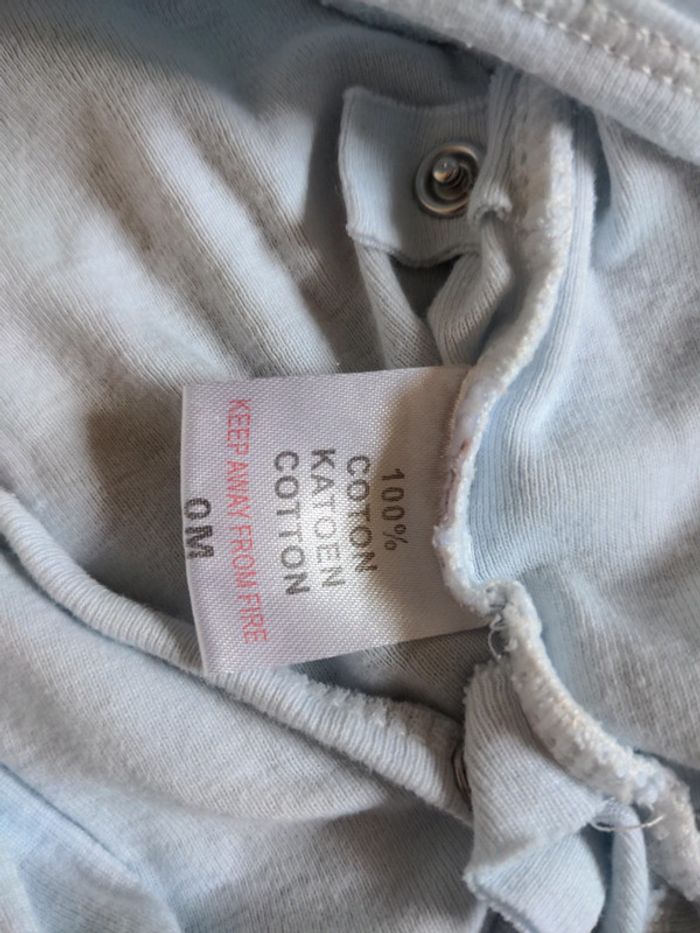 100%
COTON
KATOEN
COTTON
KEEP AWAY FROM FIRE
0M